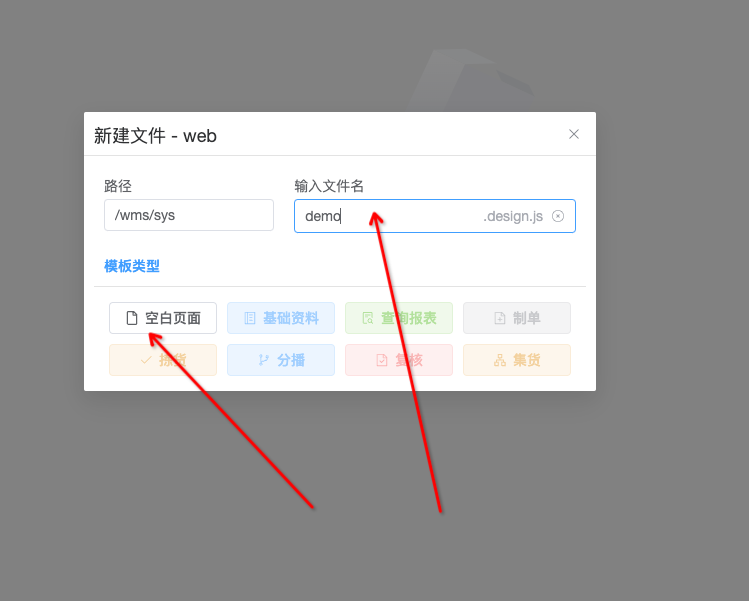 新建文件 - web
路径
输入文件名
/wms/sys
demo
.design.js
模板类型
空白页面
基础资料
查询报表
制单
拣货
分播
复核
集货